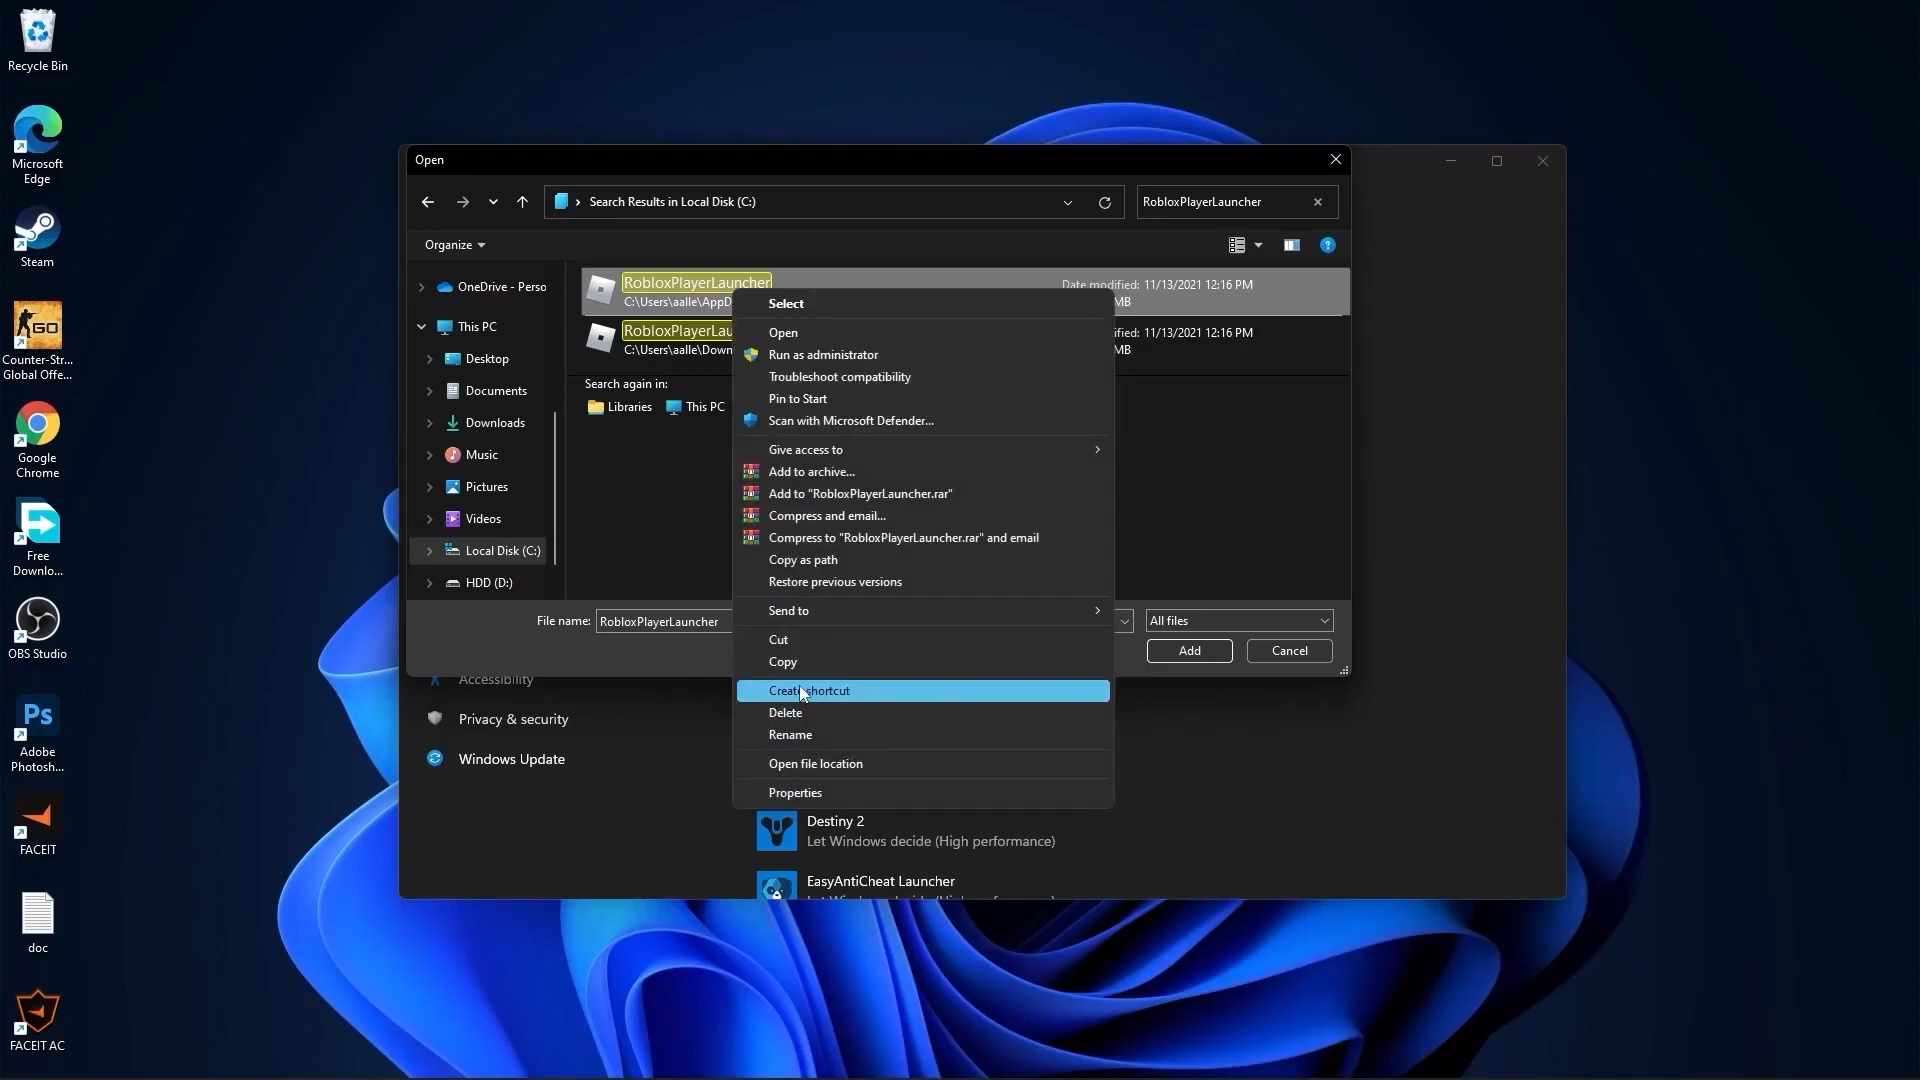 Recycle Bin
Microsoft
Edge
Steam
Counter-Str...
Global Offe...
Google
Chrome
Free
Downlo...
OBS Studio
Adobe
Photosh...
FACEIT
doc
FACEIT AC
Open
Search Results in Local Disk (C:)
RobloxPlayerLauncher
Organize
OneDrive - Perso
This PC
Desktop
Documents
Downloads
Music
Pictures
Videos
Local Disk (C:)
HDD (D:)
RobloxPlayerLauncher
Date modified: 11/13/2021 12:16 PM
C:\Users\aalle\AppD
MB
RobloxPlayerLau
ified: 11/13/2021 12:16 PM
C:\Users\aalle\Down
MB
Search again in:
Libraries
This PC
Select
Open
Run as administrator
Troubleshoot compatibility
Pin to Start
Scan with Microsoft Defender...
Give access to
Add to archive...
Add to "RobloxPlayerLauncher.rar"
Compress and email...
Compress to "RobloxPlayerLauncher.rar" and email
Copy as path
Restore previous versions
Send to
Cut
Copy
Create shortcut
Delete
Rename
Open file location
Properties
File name:
RobloxPlayerLauncher
All files
Add
Cancel
Accessibility
Privacy & security
Windows Update
Destiny 2
Let Windows decide (High performance)
EasyAntiCheat Launcher